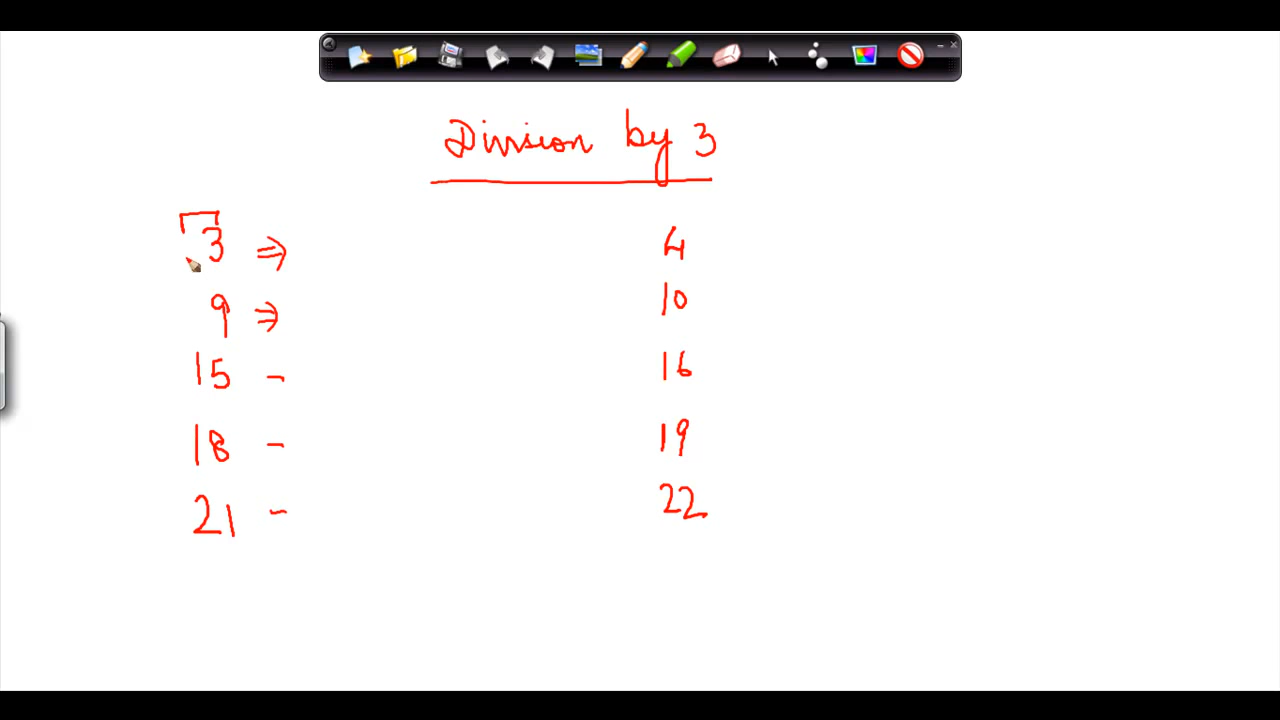 Division by 3
3 ⇒ 4
9 ⇒ 10
15 - 16
18 - 19
21 - 22